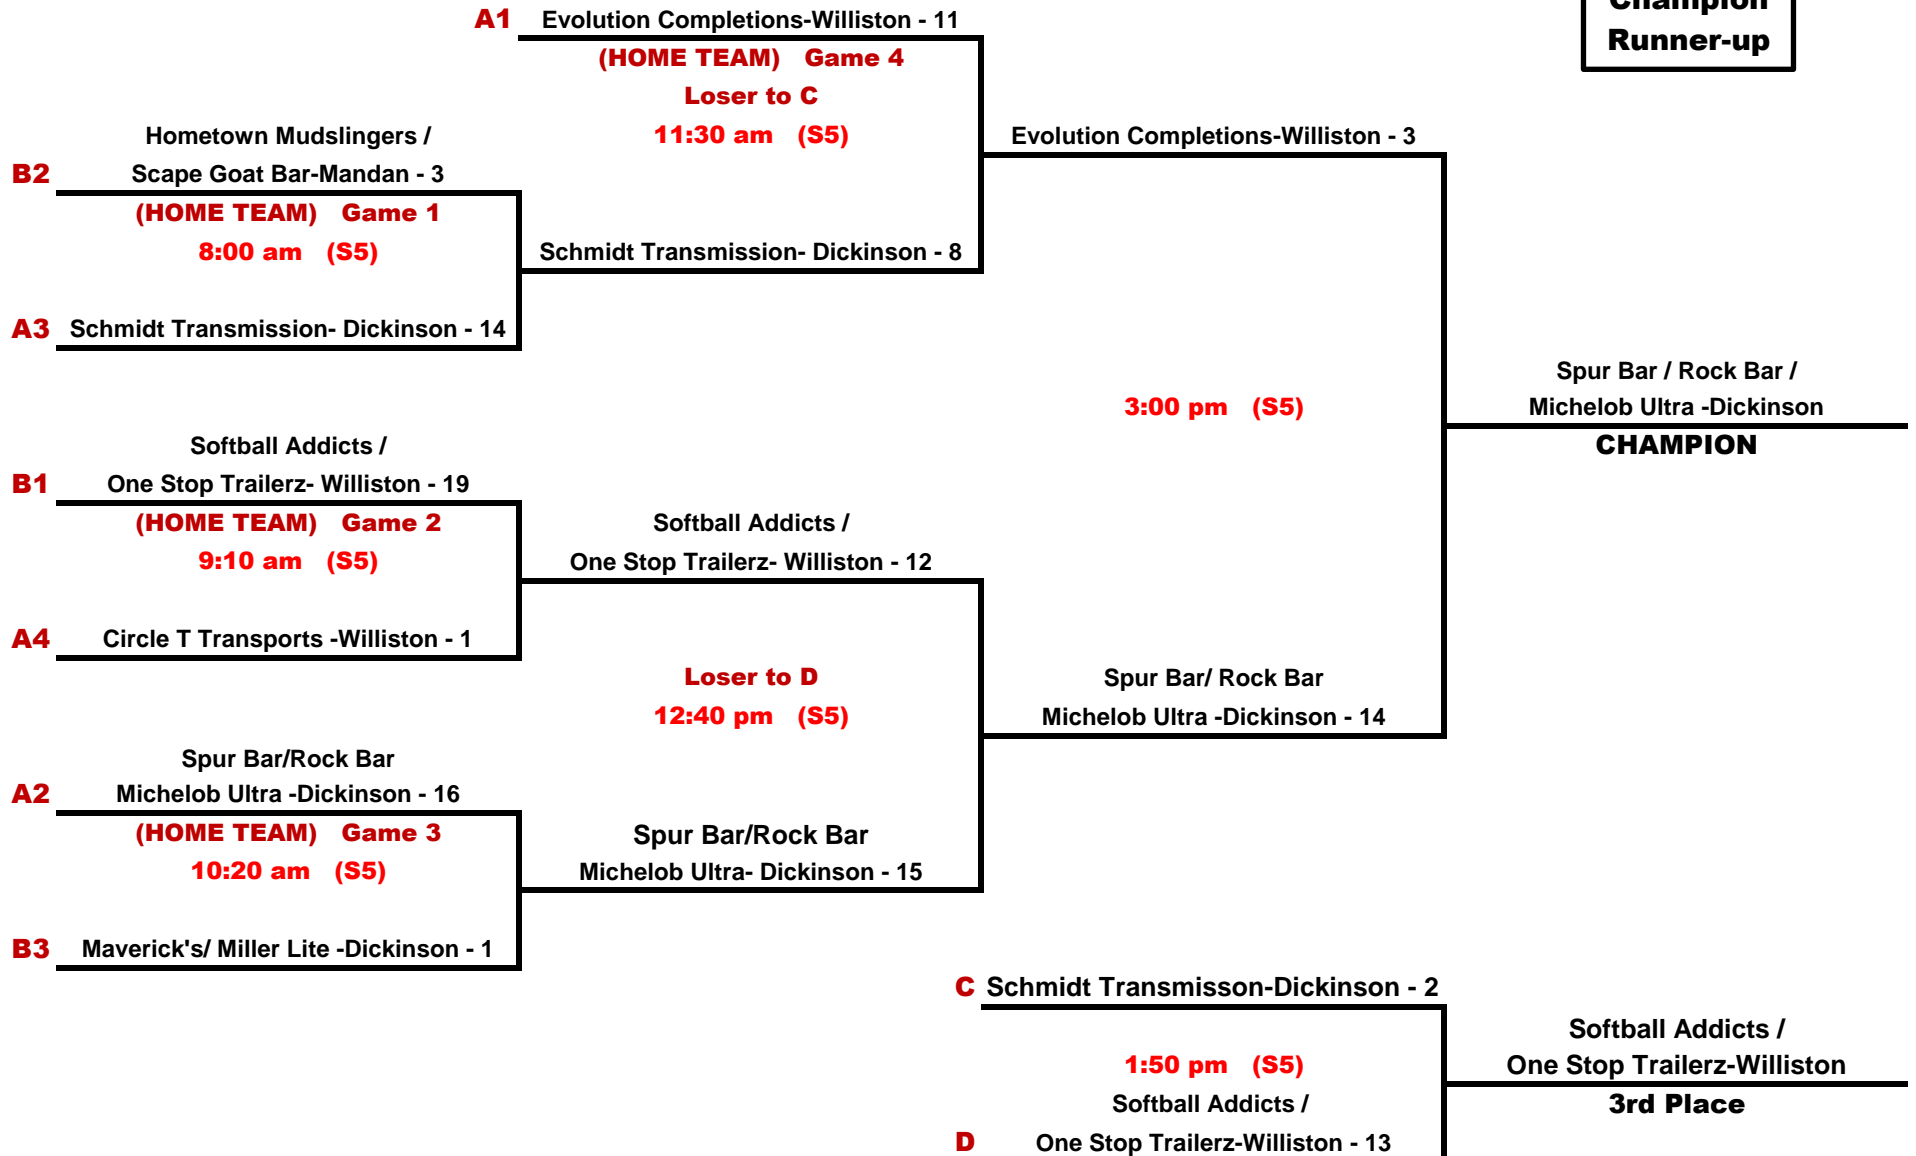 A1 Evolution Completions-Williston - 11
Champion
Runner-up
(HOME TEAM) Game 4
Loser to C
11:30 am (S5)
Hometown Mudslingers /
B2 Scape Goat Bar-Mandan - 3
(HOME TEAM) Game 1
8:00 am (S5)
A3 Schmidt Transmission- Dickinson - 14
Schmidt Transmission- Dickinson - 8
Evolution Completions-Williston - 3
3:00 pm (S5)
Spur Bar / Rock Bar /
Michelob Ultra -Dickinson
CHAMPION
Softball Addicts /
B1 One Stop Trailerz- Williston - 19
(HOME TEAM) Game 2
9:10 am (S5)
A4 Circle T Transports -Williston - 1
Softball Addicts /
One Stop Trailerz- Williston - 12
Loser to D
12:40 pm (S5)
Spur Bar/ Rock Bar
Michelob Ultra -Dickinson - 14
Spur Bar/Rock Bar
A2 Michelob Ultra -Dickinson - 16
(HOME TEAM) Game 3
10:20 am (S5)
B3 Maverick's/ Miller Lite -Dickinson - 1
Spur Bar/Rock Bar
Michelob Ultra- Dickinson - 15
C Schmidt Transmisson-Dickinson - 2
1:50 pm (S5)
Softball Addicts /
D One Stop Trailerz-Williston - 13
Softball Addicts /
One Stop Trailerz-Williston
3rd Place